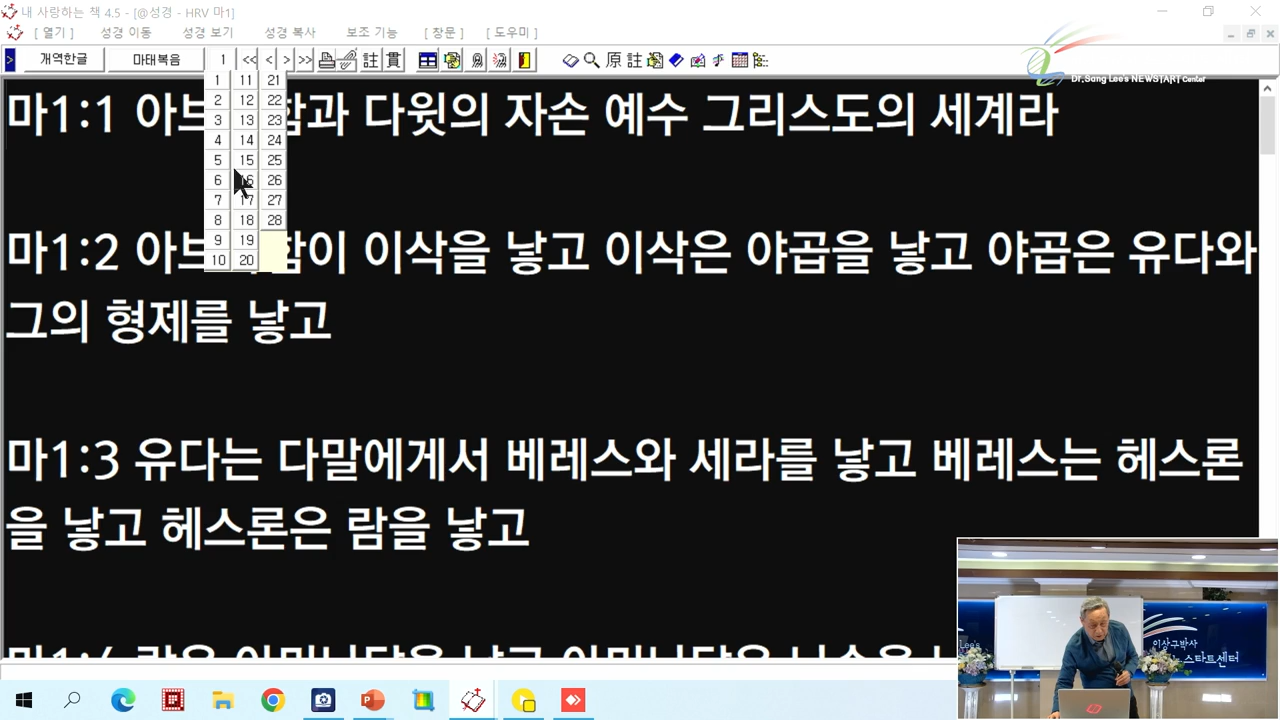 내 사랑하는 책 4.5 - [@성경 - HRV 마1]
[ 열기 ] 성경 이동 성경 보기 성경 복사 보조 기능 [ 창문 ] [ 도우미 ]
개역한글 마태복음 1 << < > >> 註 貫 原 註
Dr.Sang Lee's NEWSTART Center
1 11 21
2 12 22
3 13 23
4 14 24
5 15 25
6 16 26
7 17 27
8 18 28
9 19
10 20
마1:1 아브 함과 다윗의 자손 예수 그리스도의 세계라
마1:2 아브 함이 이삭을 낳고 이삭은 야곱을 낳고 야곱은 유다와
그의 형제를 낳고
마1:3 유다는 다말에게서 베레스와 세라를 낳고 베레스는 헤스론
을 낳고 헤스론은 람을 낳고
이상구박사
뉴스타트센터